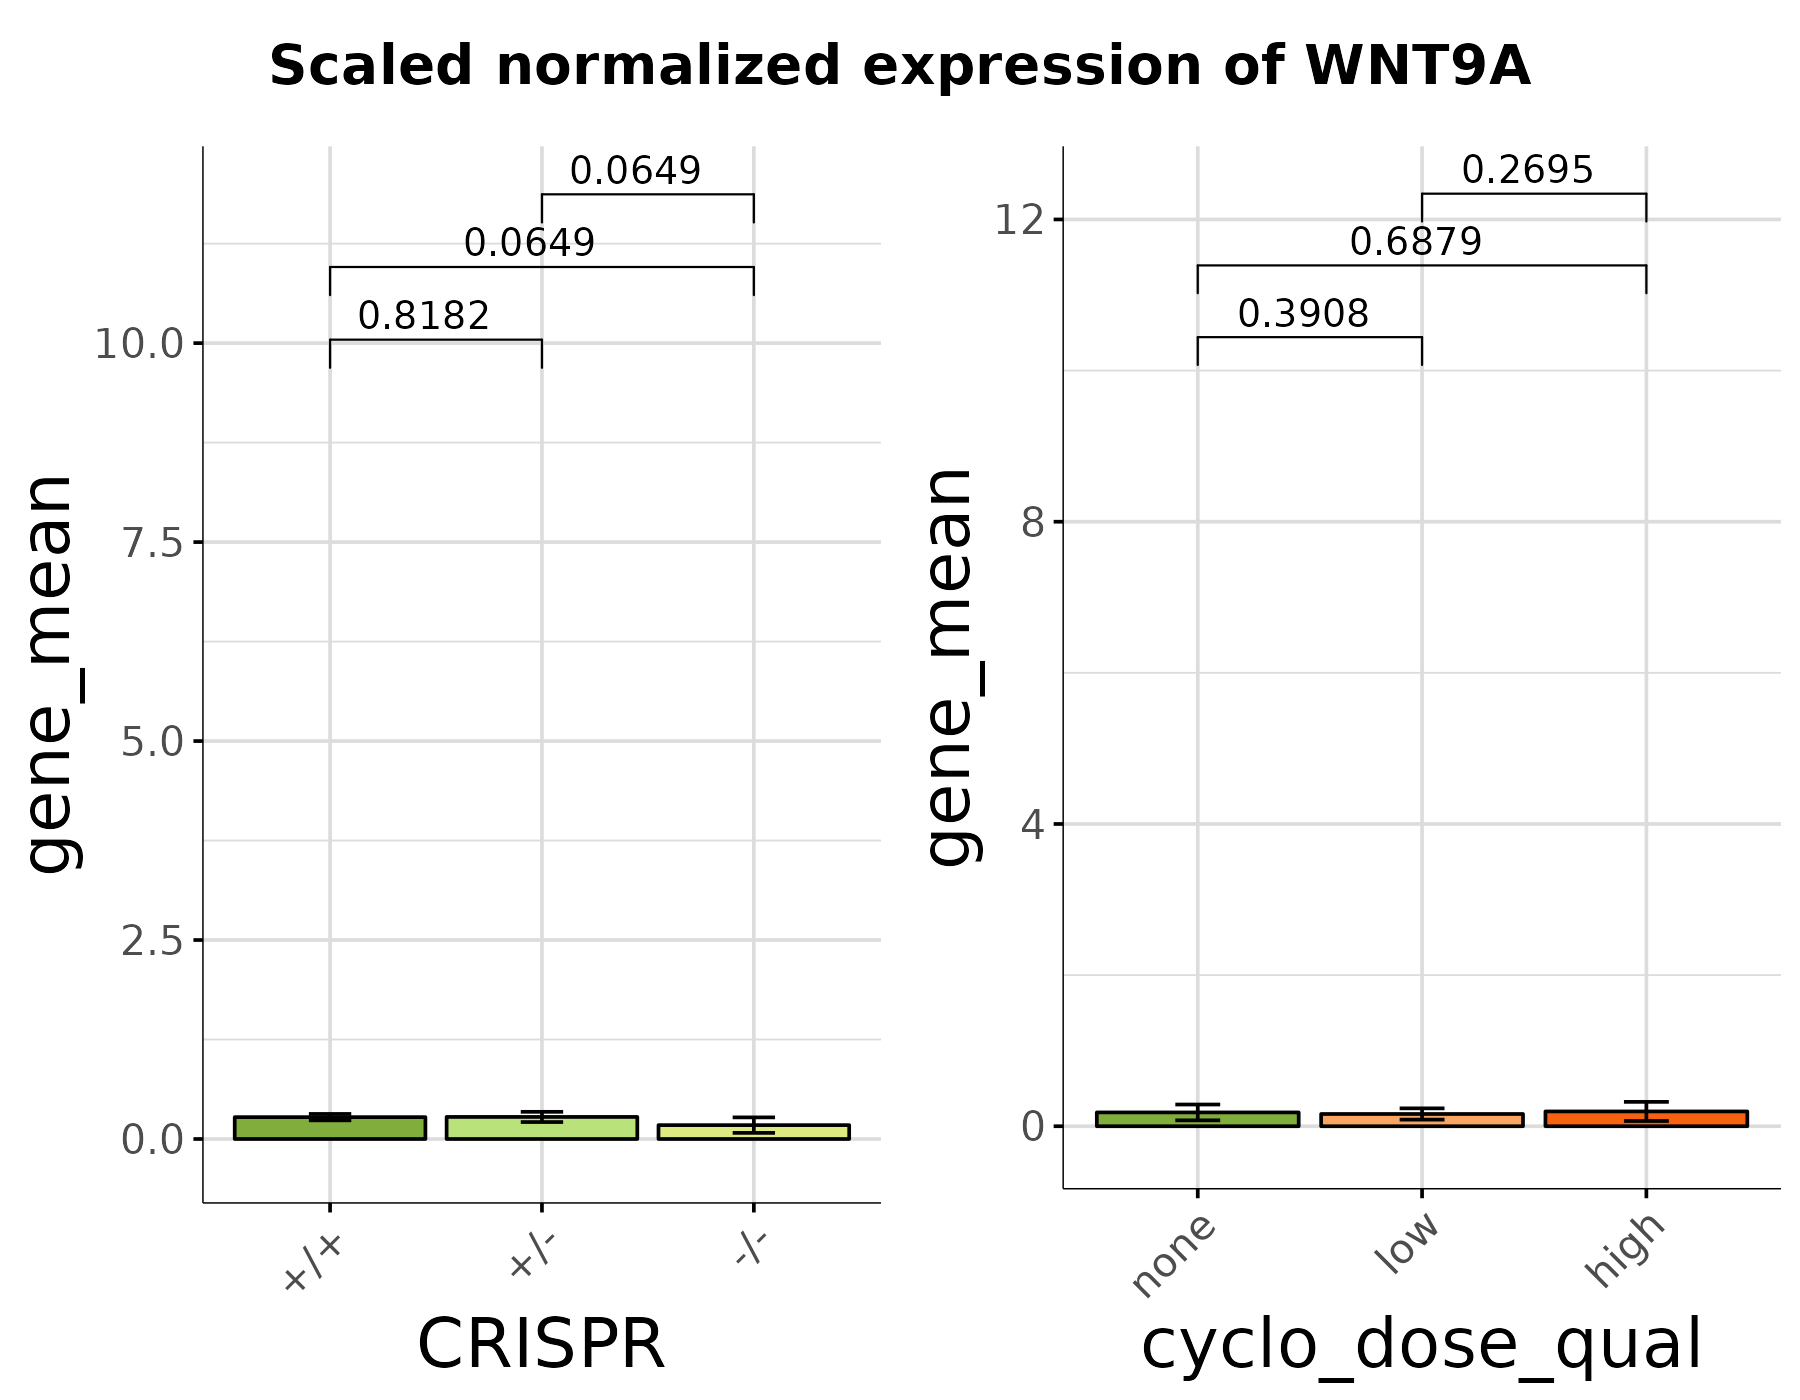 Scaled normalized expression of WNT9A
gene_mean
10.0
7.5
5.0
2.5
0.0
0.0649
0.0649
0.8182
+/+
+/-
-/-
CRISPR
gene_mean
12
8
4
0
0.2695
0.6879
0.3908
none
low
high
cyclo_dose_qual